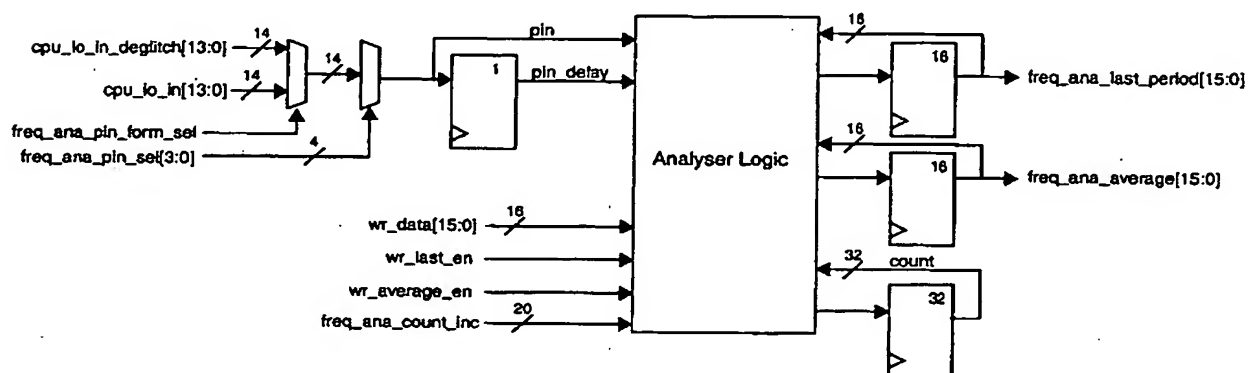 cpu_io_in_deglitch[13:0]
14
14
cpu_io_in[13:0]
14
freq_ana_pin_form_sel
freq_ana_pin_sel[3:0]
4
pin
1
pin_delay
Analyser Logic
wr_data[15:0]
16
wr_last_en
wr_average_en
freq_ana_count_inc
20
16
16
freq_ana_last_period[15:0]
16
16
freq_ana_average[15:0]
32
count
32